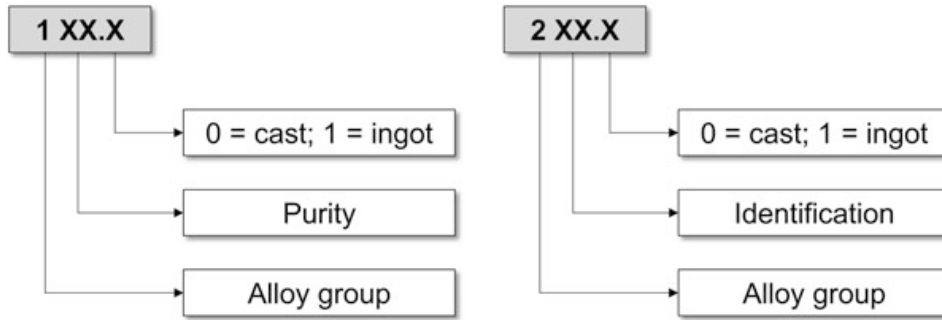 1 XX.X
0 = cast; 1 = ingot
Purity
Alloy group
2 XX.X
0 = cast; 1 = ingot
Identification
Alloy group